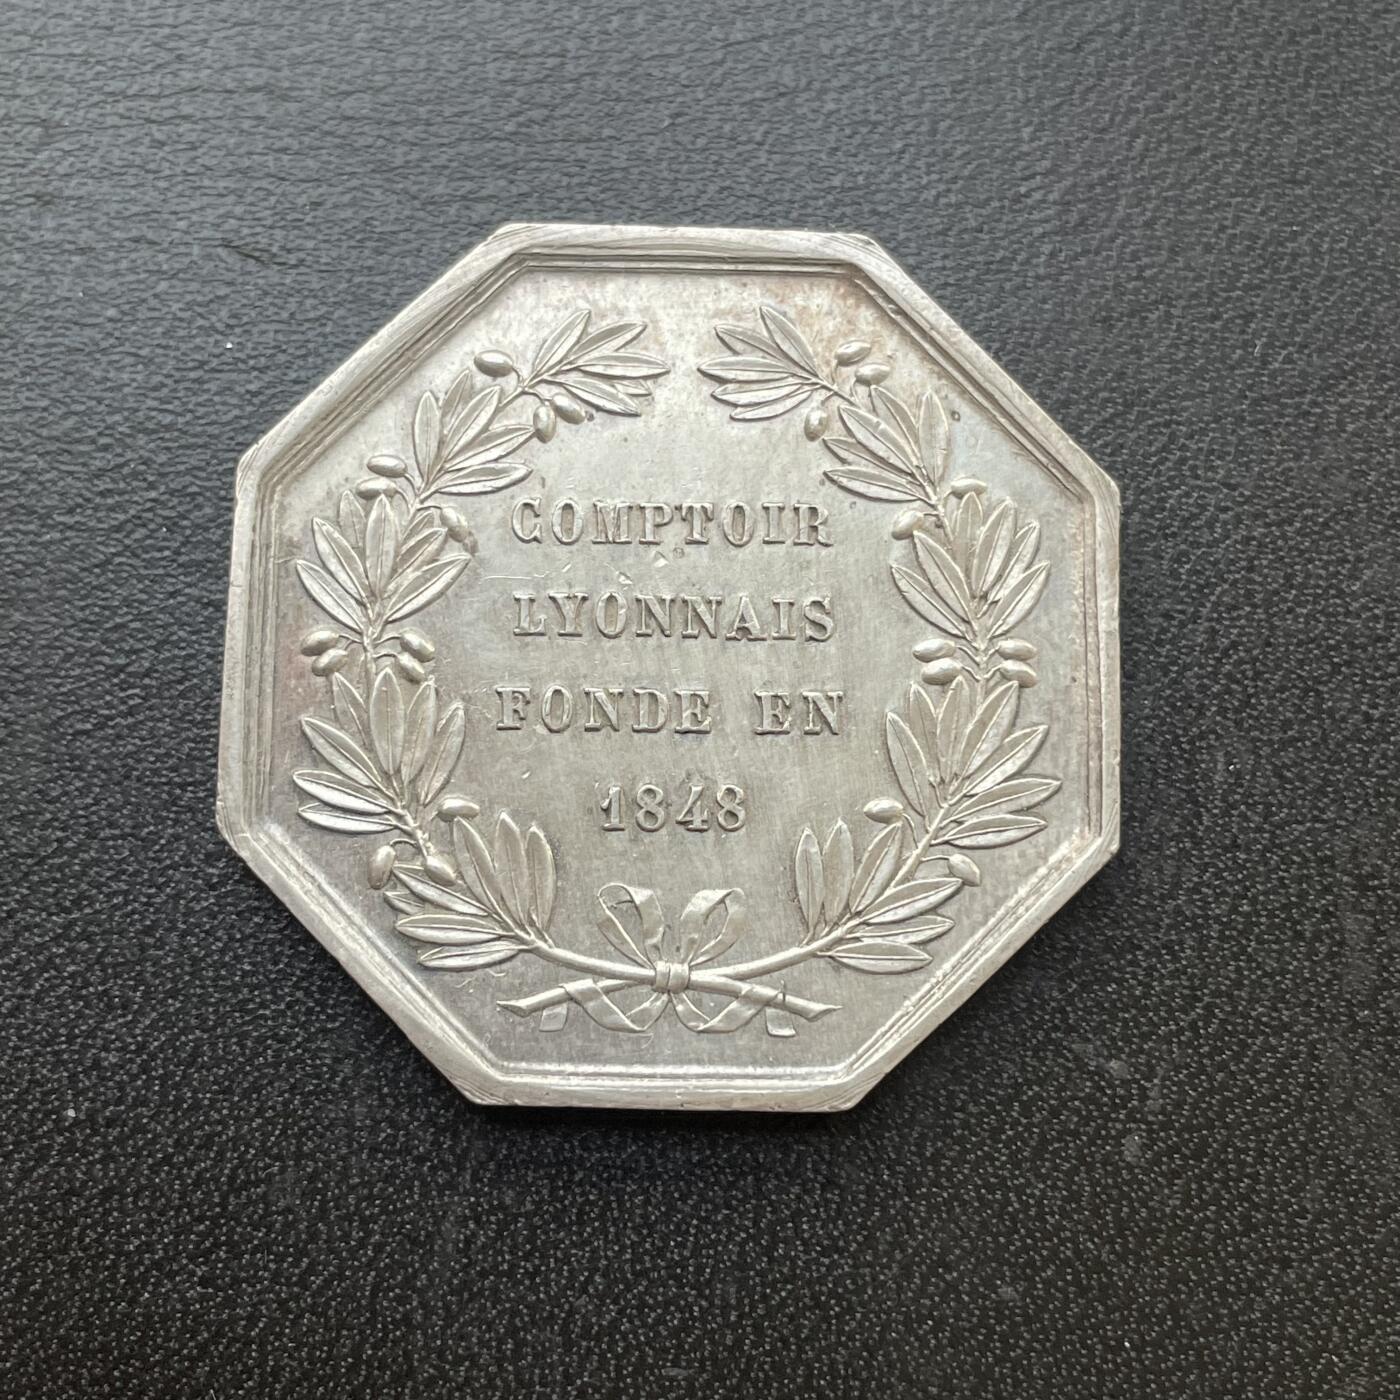 COMPTOIR
LYONNAIS
FONDE EN
1848